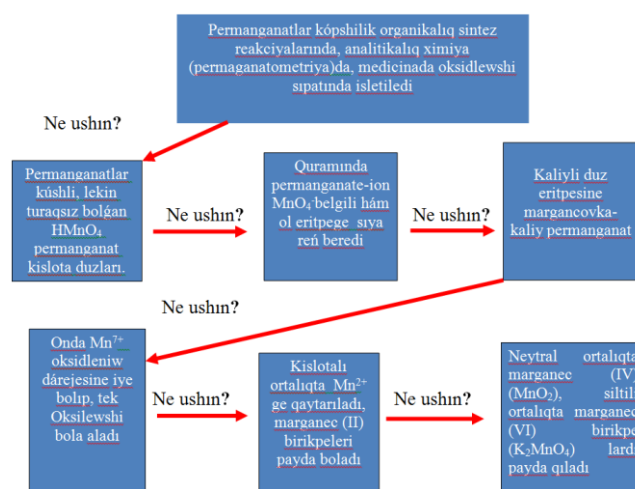 Permanganatlar kópshilik organikalıq sintez
reakciyalarında, analitikalıq ximiya
(permaganatometriya)da, medicinada oksidlewshi
sıpatında isletiledi
Ne ushın?
Permanganatlar
kúshli, lekin
turaqsız bolǵan
HMnO₄
permanganat
kislota duzları.
Ne ushın?
Quramında
permanganate-ion
MnO₄⁻belgili hám
ol eritpege sıya
reń beredi
Ne ushın?
Kaliyli duz
eritpesine
margancovka-
kaliy permanganat
Ne ushın?
Onda Mn⁷⁺
oksidleniw
dárejesine iye
bolıp, tek
Oksilewshi
bola aladı
Ne ushın?
Kislotalı
ortalıqta Mn²⁺
ge qaytarıladı,
marganec (II)
birikpeleri
payda boladı
Ne ushın?
Neytral ortalıqta
marganec (IV)
(MnO₂), siltili
ortalıqta marganec
(VI) birikpe
(K₂MnO₄) lardı
payda qıladı